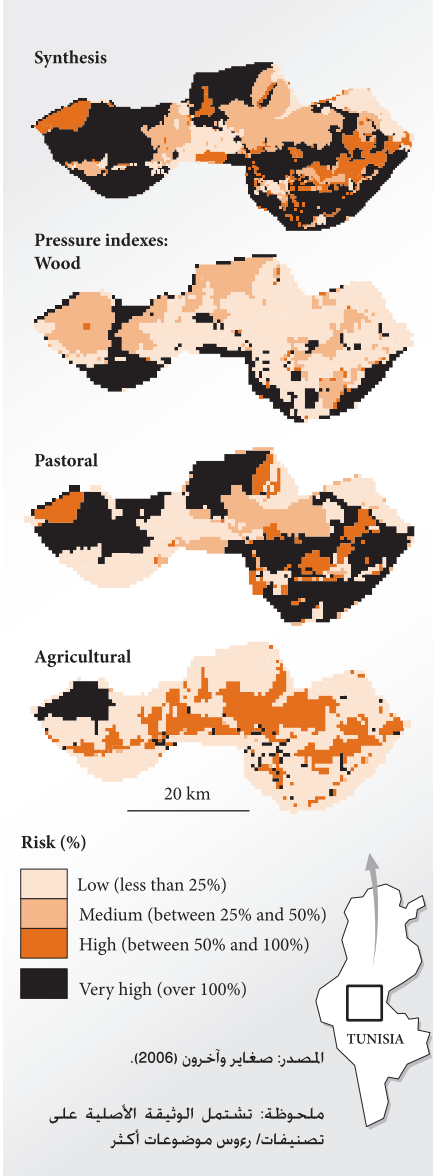 Synthesis
Pressure indexes:
Wood
Pastoral
Agricultural
20 km
Risk (%)
Low (less than 25%)
Medium (between 25% and 50%)
High (between 50% and 100%)
Very high (over 100%)
TUNISIA
المصدر: صغاير وآخرون (2006).
ملحوظة: تشتمل الوثيقة الأصلية على
تصنيفات/ رءوس موضوعات أكثر